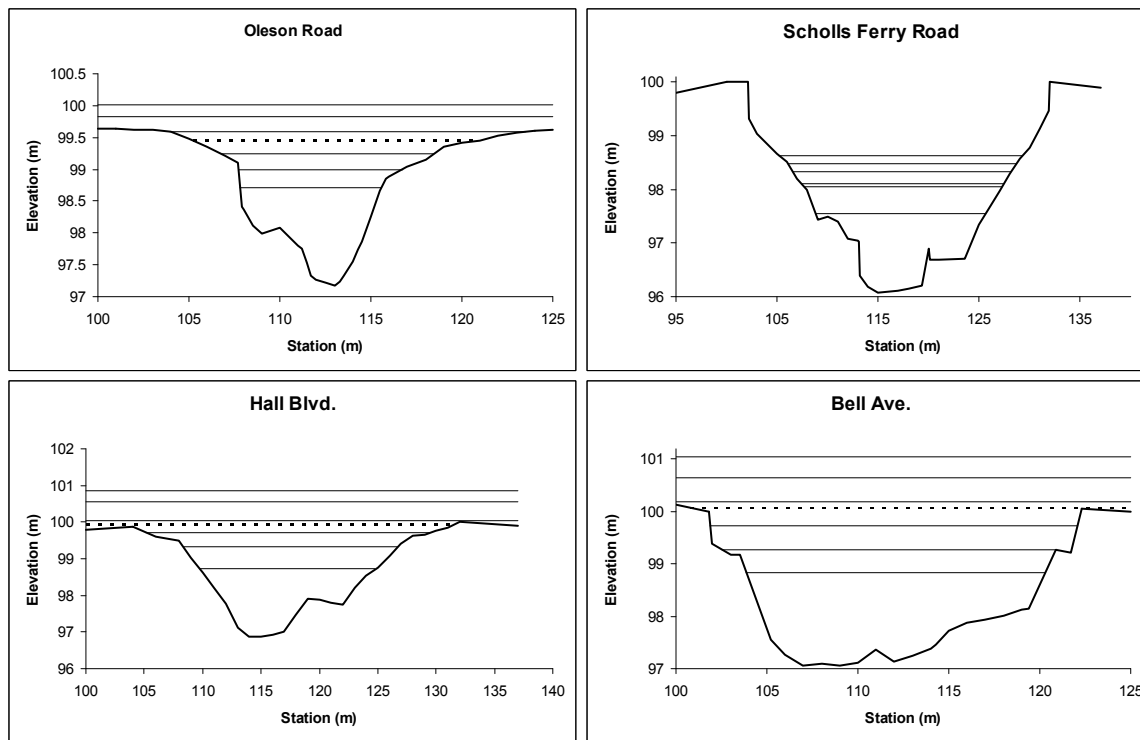 Oleson Road
Elevation (m)
100.5
100
99.5
99
98.5
98
97.5
97
100 105 110 115 120 125
Station (m)
Scholls Ferry Road
Elevation (m)
100
99
98
97
96
95 105 115 125 135
Station (m)
Hall Blvd.
Elevation (m)
102
101
100
99
98
97
96
100 105 110 115 120 125 130 135 140
Station (m)
Bell Ave.
Elevation (m)
101
100
99
98
97
100 105 110 115 120 125
Station (m)